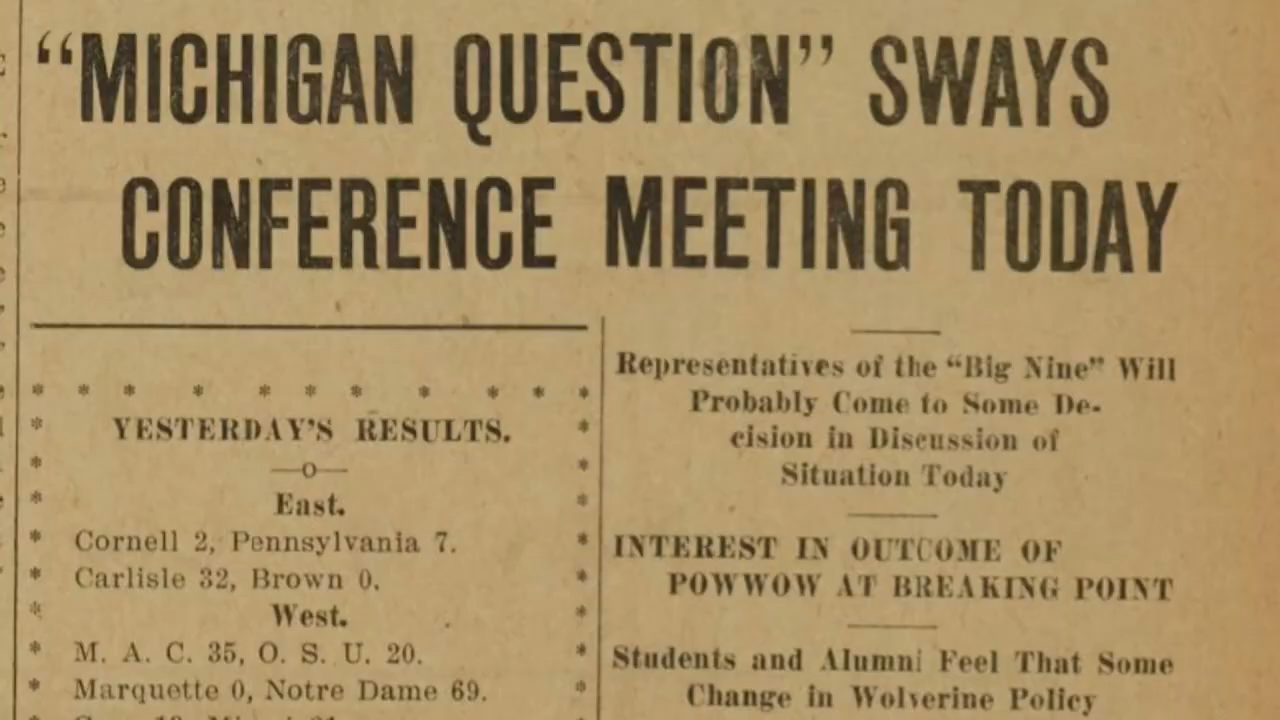 “MICHIGAN QUESTION” SWAYS
CONFERENCE MEETING TODAY
* * * * * * * * * * *
* YESTERDAY'S RESULTS. *
* —o— *
* East. *
* Cornell 2, Pennsylvania 7. *
* Carlisle 32, Brown 0. *
* West. *
* M. A. C. 35, O. S. U. 20. *
* Marquette 0, Notre Dame 69. *
Representatives of the “Big Nine” Will
Probably Come to Some De-
cision in Discussion of
Situation Today
INTEREST IN OUTCOME OF
POWWOW AT BREAKING POINT
Students and Alumni Feel That Some
Change in Wolverine Policy